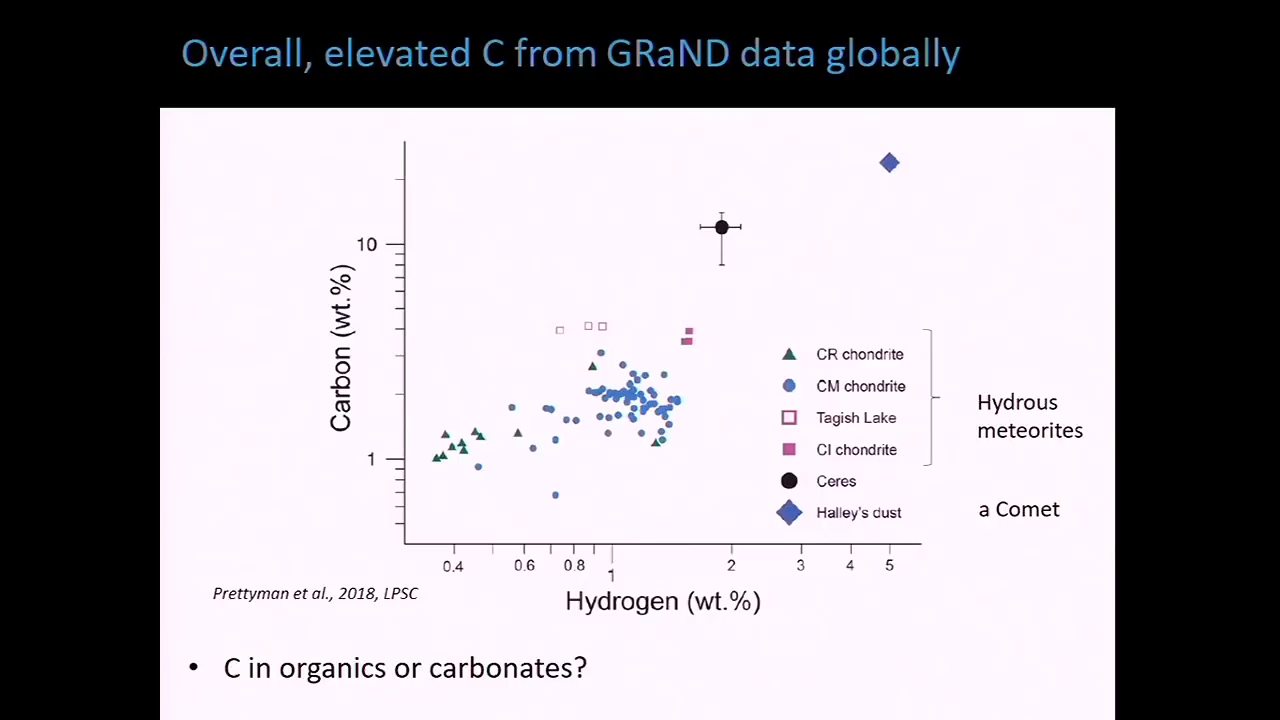 Overall, elevated C from GRaND data globally
10
1
Carbon (wt.%)
CR chondrite
CM chondrite
Tagish Lake
CI chondrite
Ceres
Halley's dust
Hydrous
meteorites
a Comet
0.4 0.6 0.8 1 2 3 4 5
Hydrogen (wt.%)
Prettyman et al., 2018, LPSC
• C in organics or carbonates?